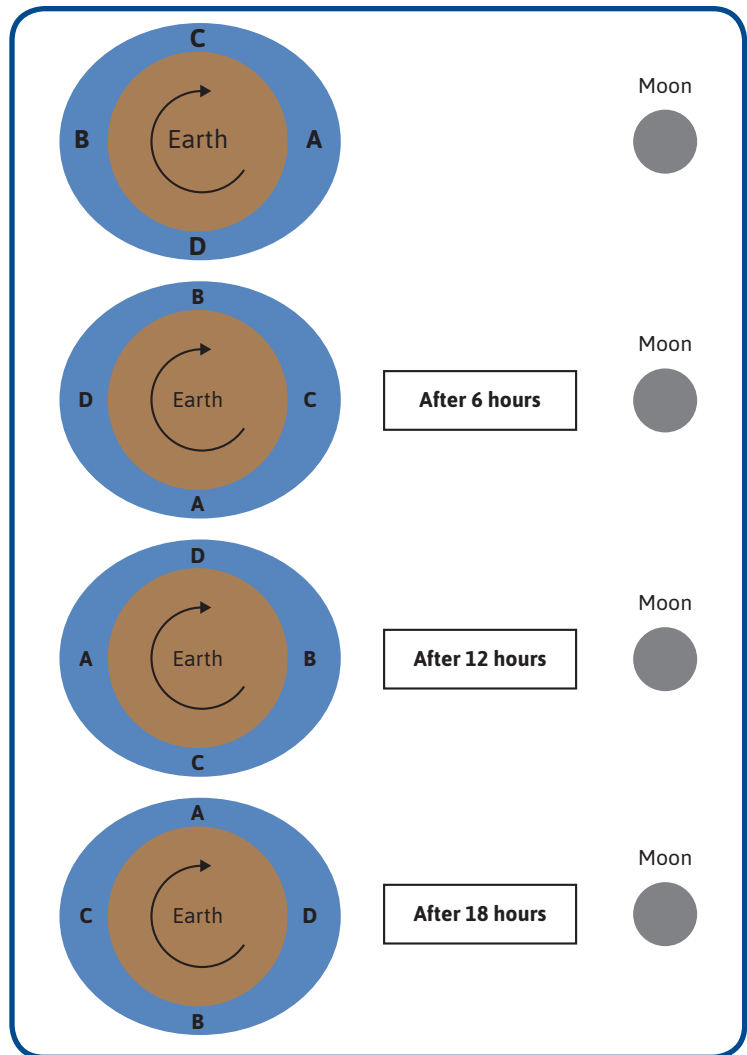 C
Moon
B Earth A
D
B
Moon
D Earth C
After 6 hours
A
D
Moon
A Earth B
After 12 hours
C
A
Moon
C Earth D
After 18 hours
B